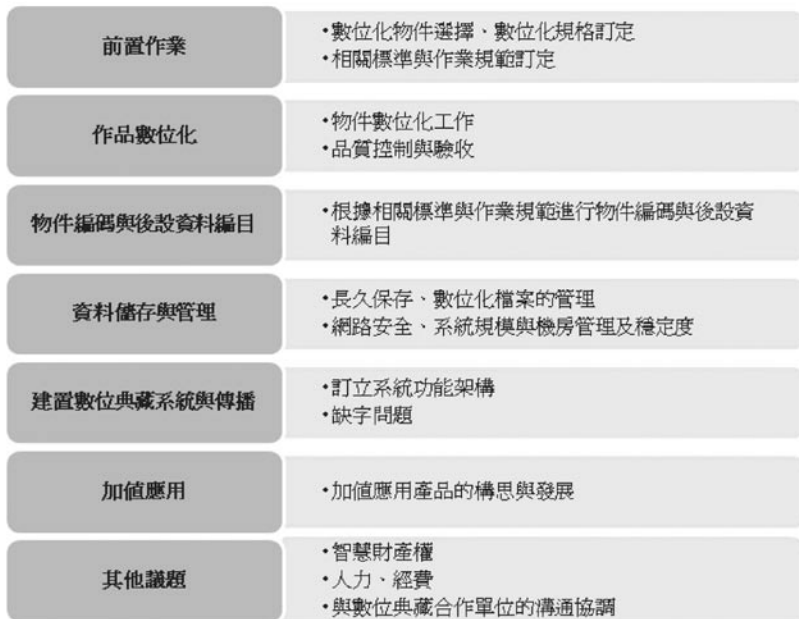 前置作業
•數位化物件選擇、數位化規格訂定
•相關標準與作業規範訂定
作品數位化
•物件數位化工作
•品質控制與驗收
物件編碼與後設資料編目
•根據相關標準與作業規範進行物件編碼與後設資
料編目
資料儲存與管理
•長久保存、數位化檔案的管理
•網路安全、系統規模與機房管理及穩定度
建置數位典藏系統與傳播
•訂立系統功能架構
•缺字問題
加值應用
•加值應用產品的構思與發展
其他議題
•智慧財產權
•人力、經費
•與數位典藏合作單位的溝通協調